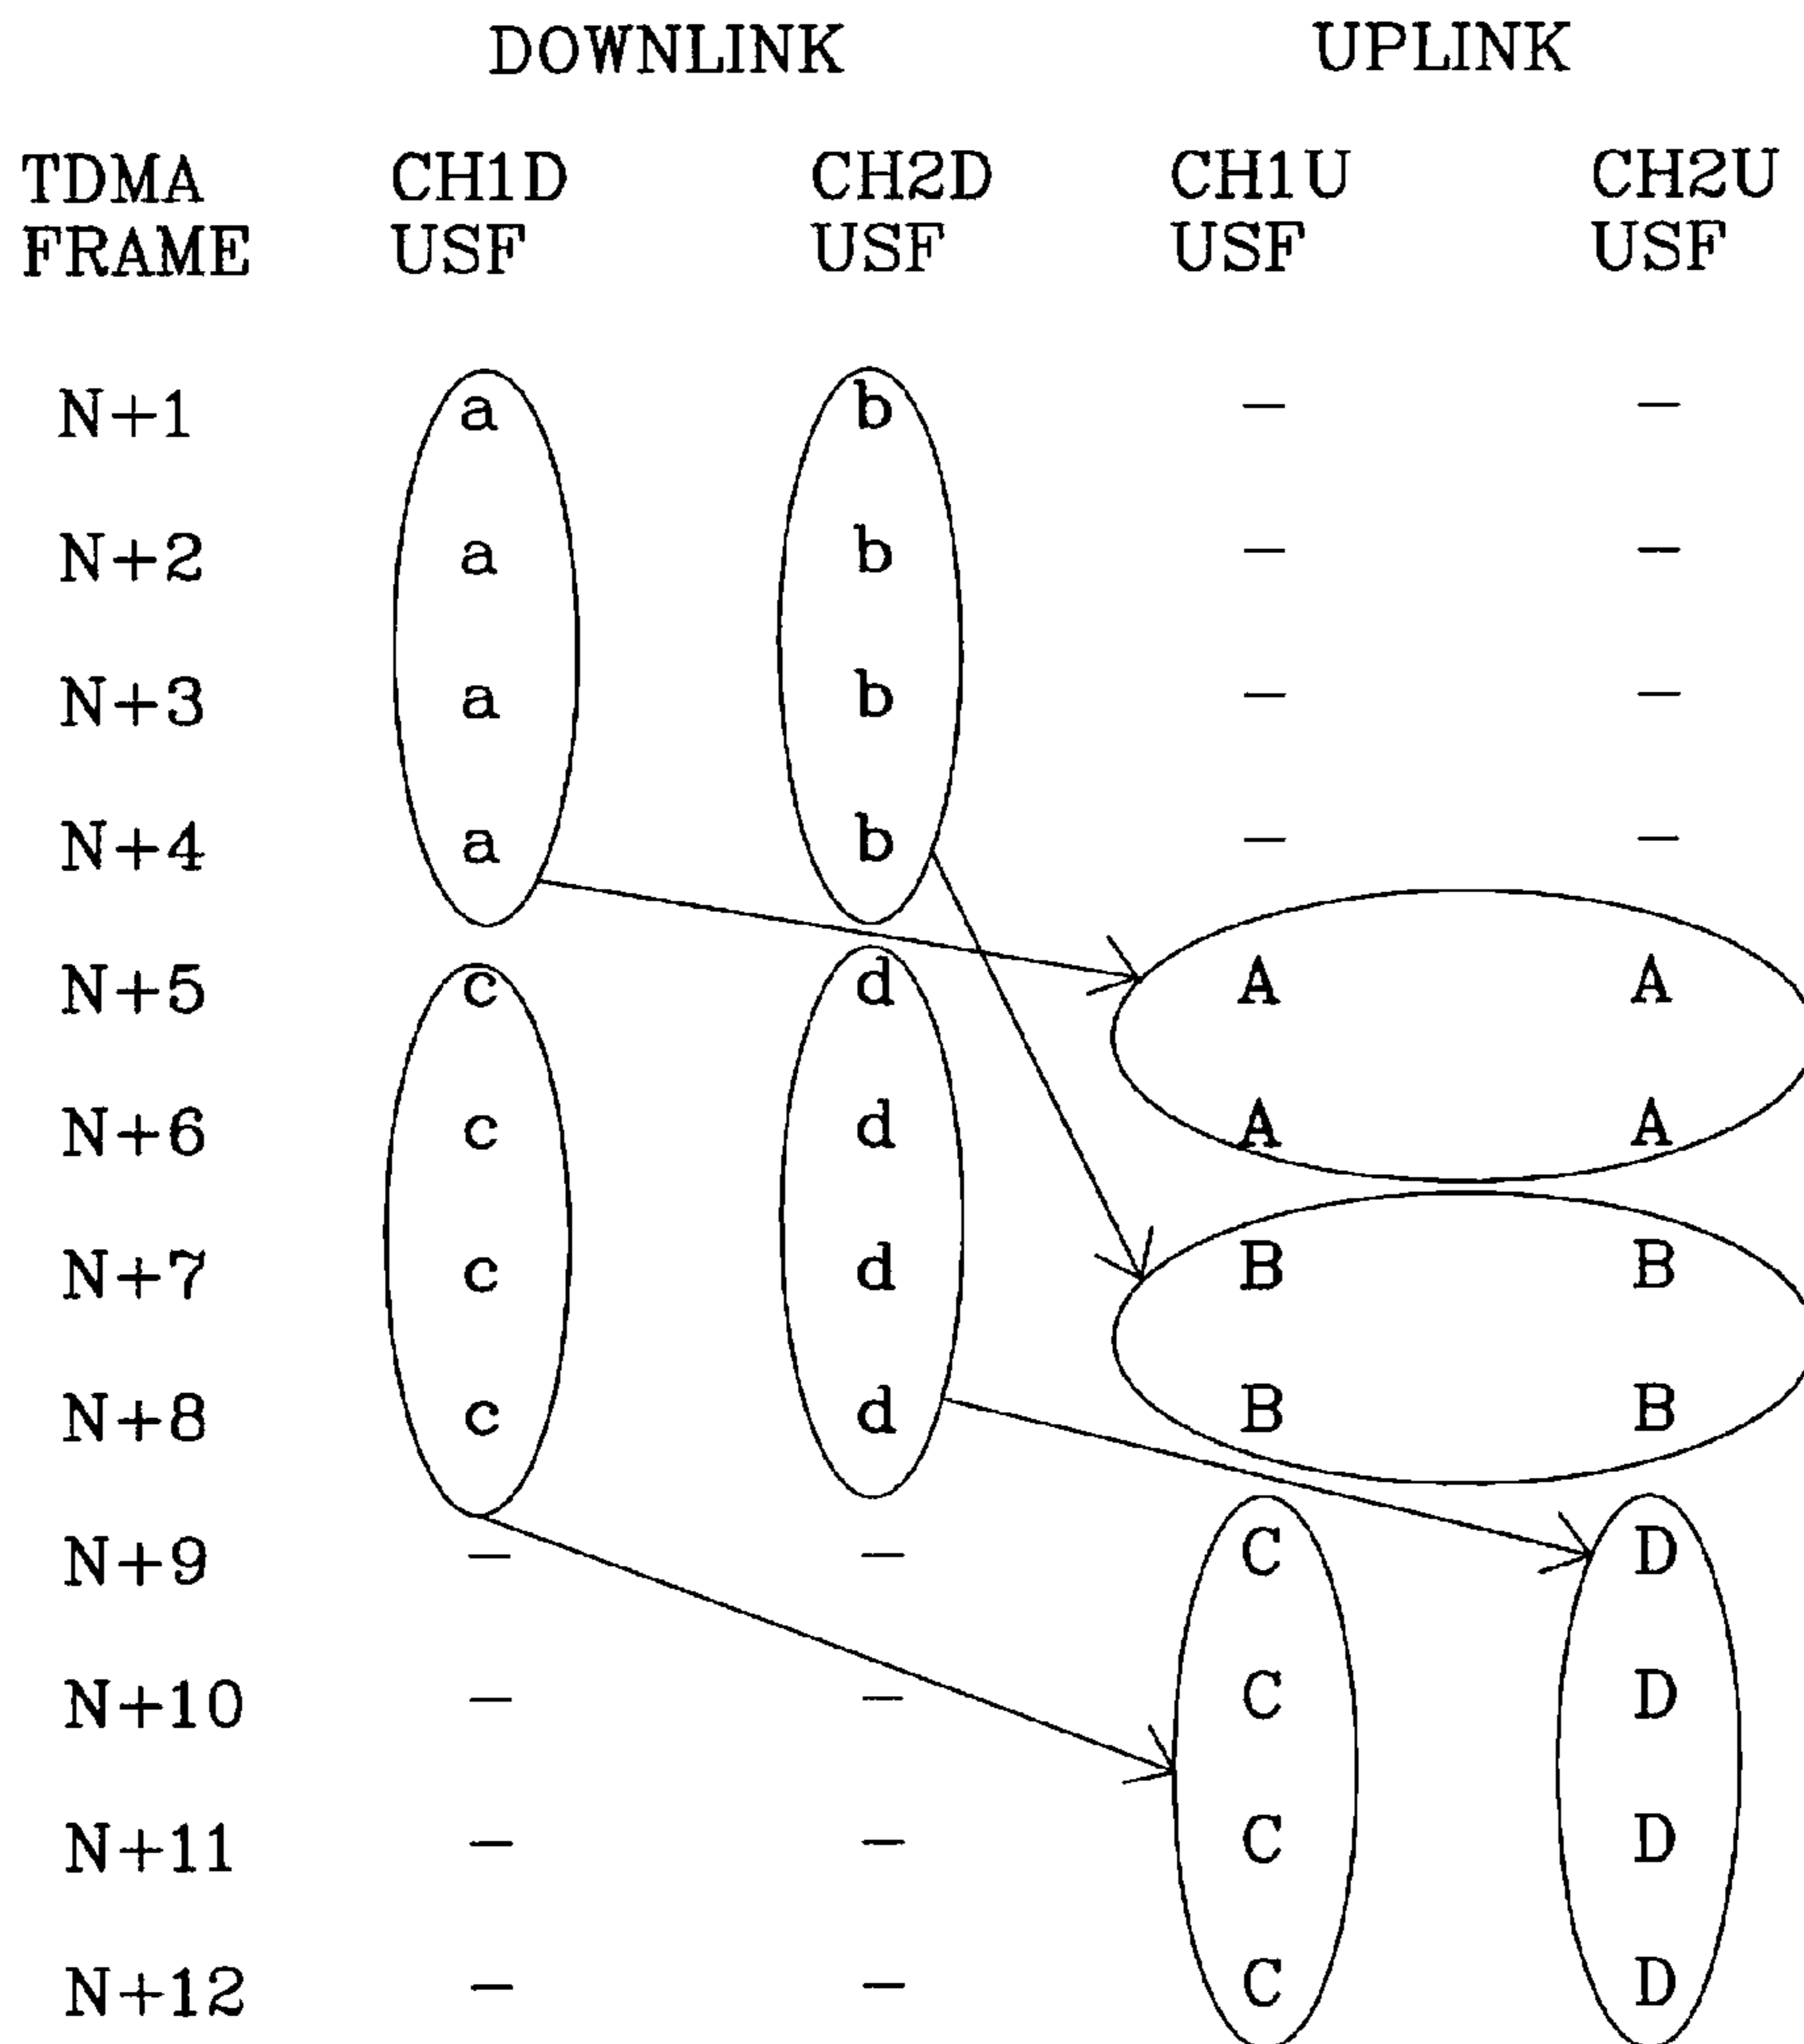 DOWNLINK UPLINK
TDMA CH1D CH2D CH1U CH2U
FRAME USF USF USF USF
N+1 a b – –
N+2 a b – –
N+3 a b – –
N+4 a b – –
N+5 c d A A
N+6 c d A A
N+7 c d B B
N+8 c d B B
N+9 – – C D
N+10 – – C D
N+11 – – C D
N+12 – – C D